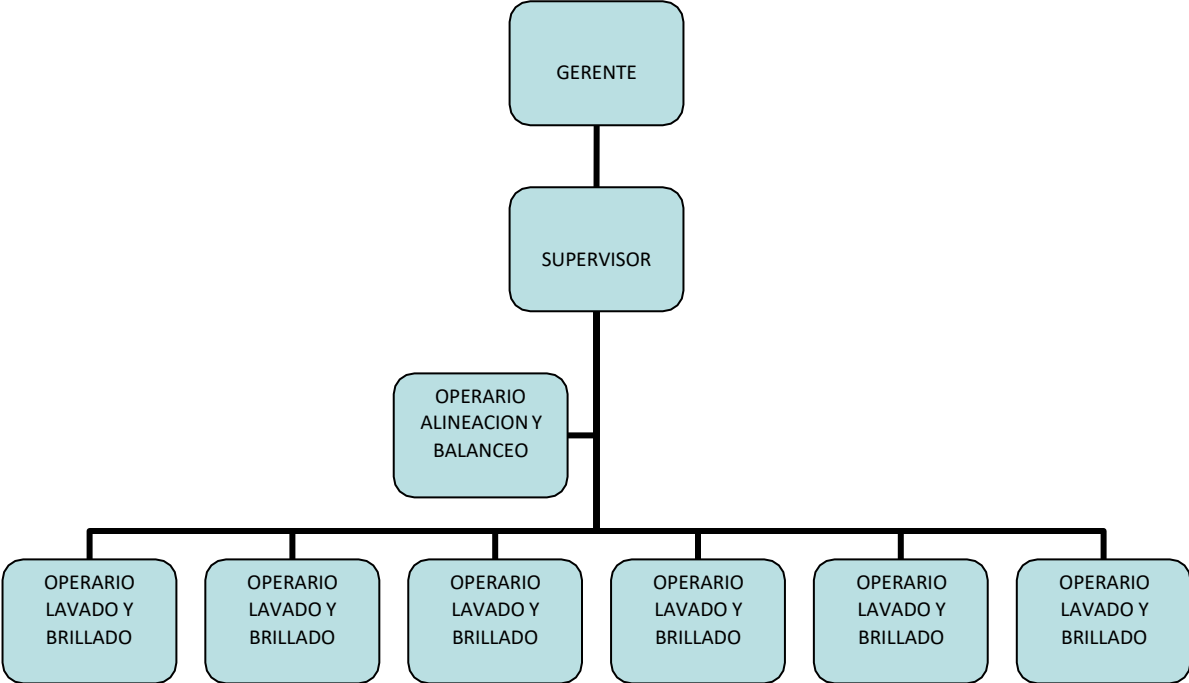 GERENTE
SUPERVISOR
OPERARIO
ALINEACION Y
BALANCEO
OPERARIO
LAVADO Y
BRILLADO
OPERARIO
LAVADO Y
BRILLADO
OPERARIO
LAVADO Y
BRILLADO
OPERARIO
LAVADO Y
BRILLADO
OPERARIO
LAVADO Y
BRILLADO
OPERARIO
LAVADO Y
BRILLADO